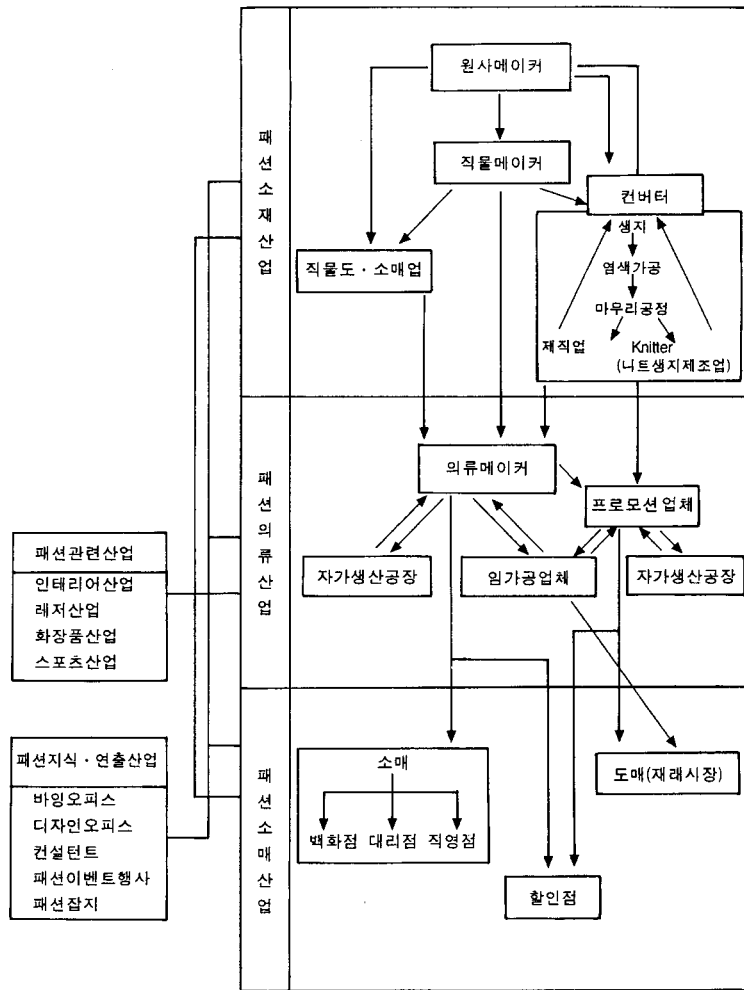 패션소재산업
원사메이커
직물메이커
컨버터
생지
염색가공
마무리공정
제직업
Knitter
(니트생지제조업)
직물도·소매업
패션의류산업
의류메이커
프로모션업체
자가생산공장
임가공업체
자가생산공장
패션관련산업
인테리어산업
레저산업
화장품산업
스포츠산업
패션지식·연출산업
바잉오피스
디자인오피스
컨설턴트
패션이벤트행사
패션잡지
패션소매산업
소매
백화점 대리점 직영점
도매(재래시장)
할인점